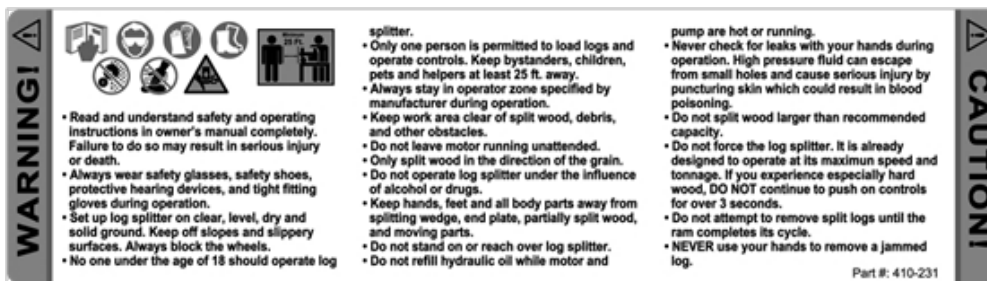 WARNING!
Minimum
25 Ft.
• Read and understand safety and operating
instructions in owner's manual completely.
Failure to do so may result in serious injury
or death.
• Always wear safety glasses, safety shoes,
protective hearing devices, and tight fitting
gloves during operation.
• Set up log splitter on clear, level, dry and
solid ground. Keep off slopes and slippery
surfaces. Always block the wheels.
• No one under the age of 18 should operate log
splitter.
• Only one person is permitted to load logs and
operate controls. Keep bystanders, children,
pets and helpers at least 25 ft. away.
• Always stay in operator zone specified by
manufacturer during operation.
• Keep work area clear of split wood, debris,
and other obstacles.
• Do not leave motor running unattended.
• Only split wood in the direction of the grain.
• Do not operate log splitter under the influence
of alcohol or drugs.
• Keep hands, feet and all body parts away from
splitting wedge, end plate, partially split wood,
and moving parts.
• Do not stand on or reach over log splitter.
• Do not refill hydraulic oil while motor and
pump are hot or running.
• Never check for leaks with your hands during
operation. High pressure fluid can escape
from small holes and cause serious injury by
puncturing skin which could result in blood
poisoning.
• Do not split wood larger than recommended
capacity.
• Do not force the log splitter. It is already
designed to operate at its maximun speed and
tonnage. If you experience especially hard
wood, DO NOT continue to push on controls
for over 3 seconds.
• Do not attempt to remove split logs until the
ram completes its cycle.
• NEVER use your hands to remove a jammed
log.
Part #: 410-231
CAUTION!